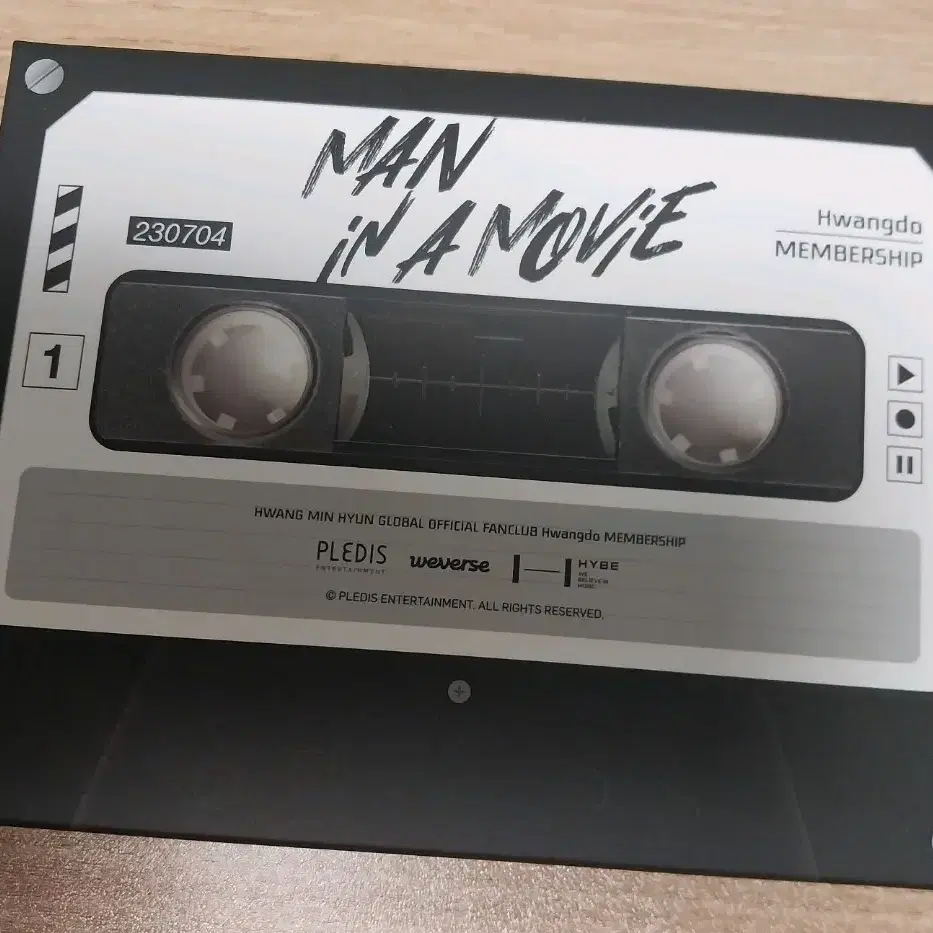 MAN
iN A MOViE
230704
Hwangdo
MEMBERSHIP
1
HWANG MIN HYUN GLOBAL OFFICIAL FANCLUB Hwangdo MEMBERSHIP
PLEDIS
ENTERTAINMENT
weverse
HYBE
WE
BELIEVE IN
MUSIC
© PLEDIS ENTERTAINMENT. ALL RIGHTS RESERVED.